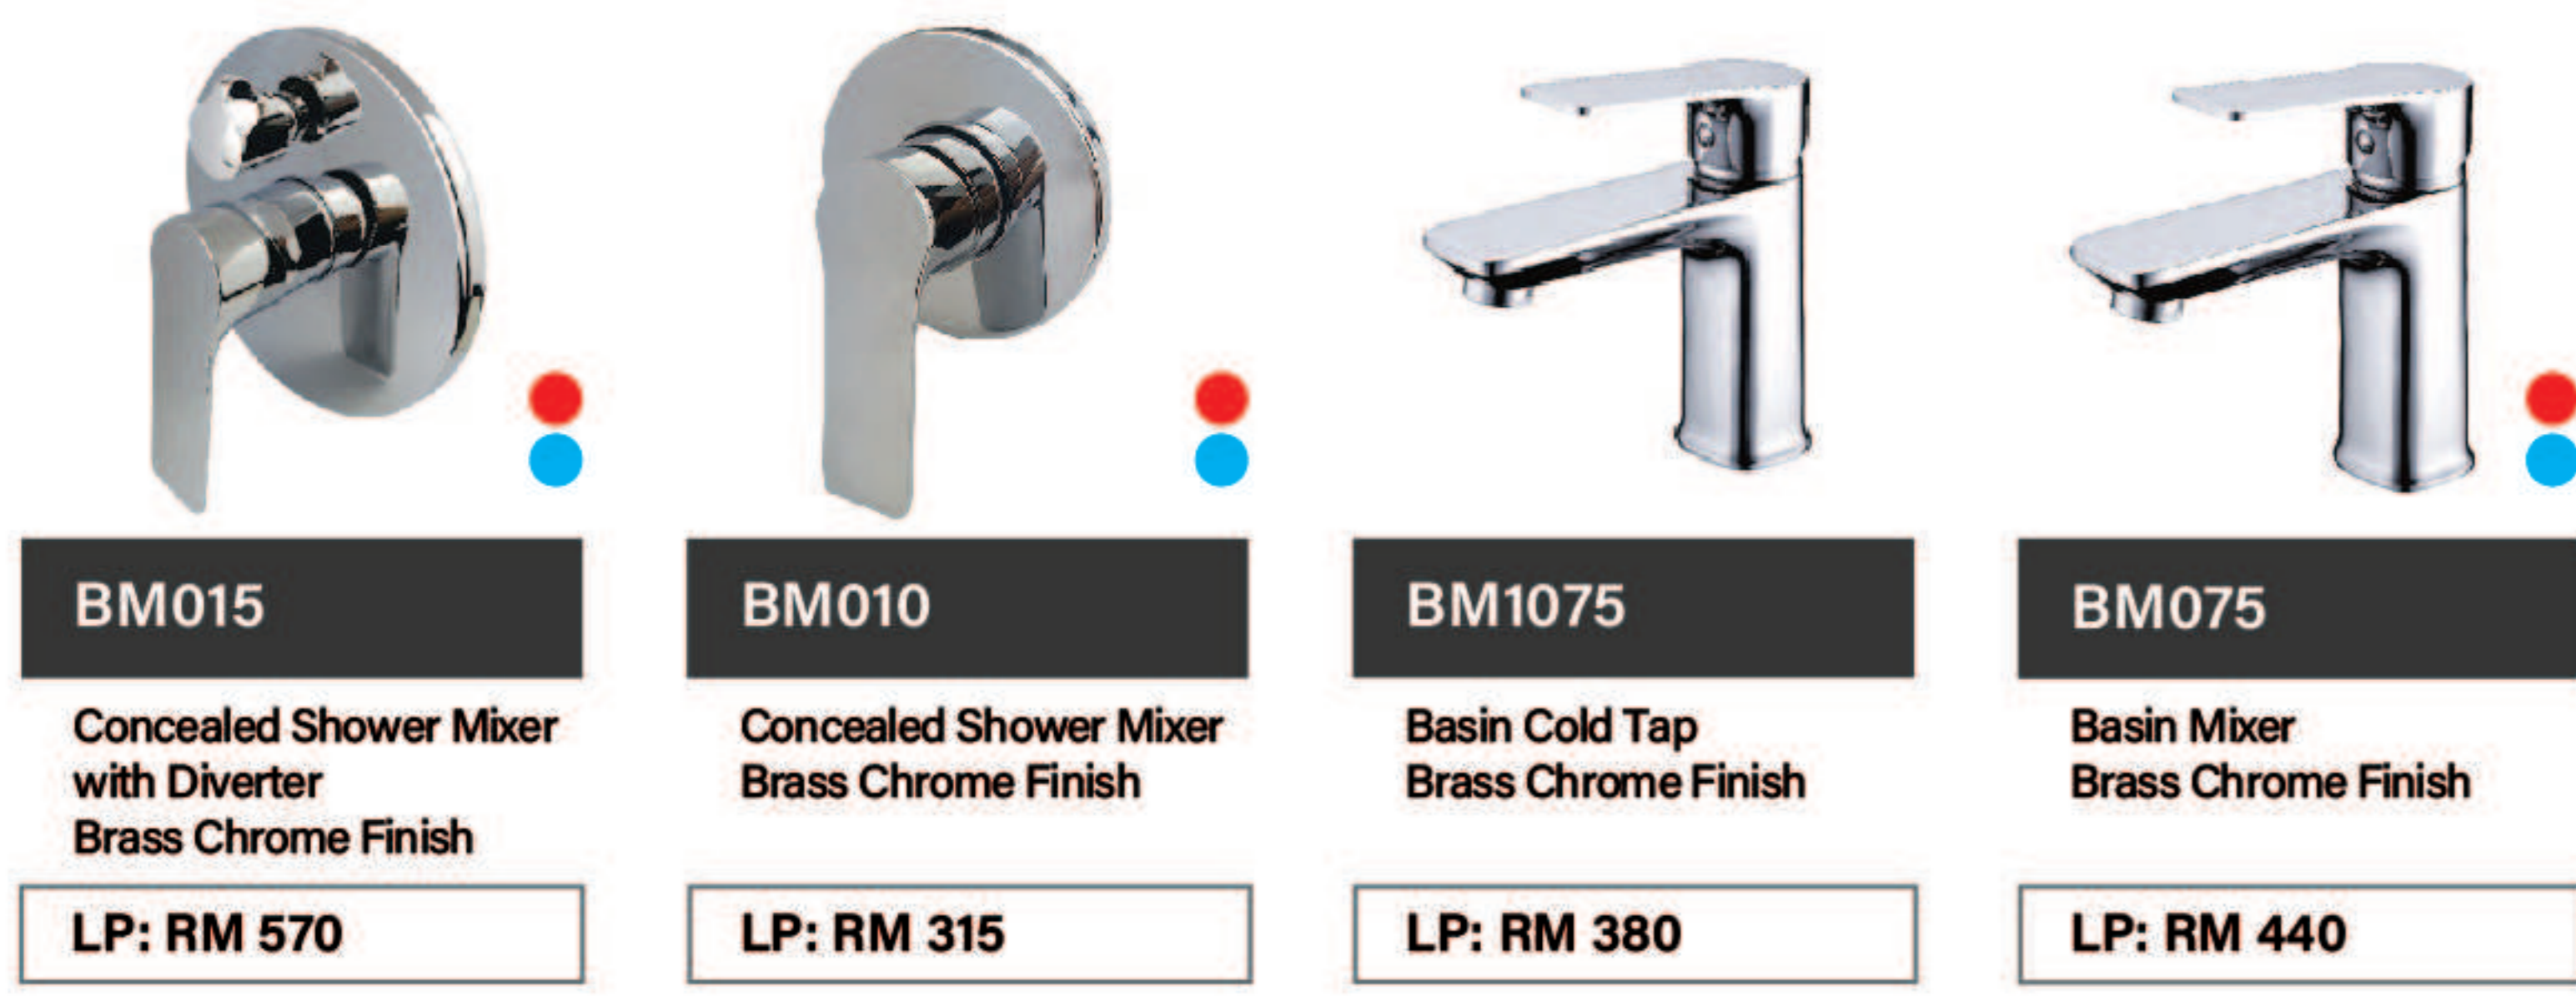 BM015
Concealed Shower Mixer
with Diverter
Brass Chrome Finish
LP: RM 570
BM010
Concealed Shower Mixer
Brass Chrome Finish
LP: RM 315
BM1075
Basin Cold Tap
Brass Chrome Finish
LP: RM 380
BM075
Basin Mixer
Brass Chrome Finish
LP: RM 440